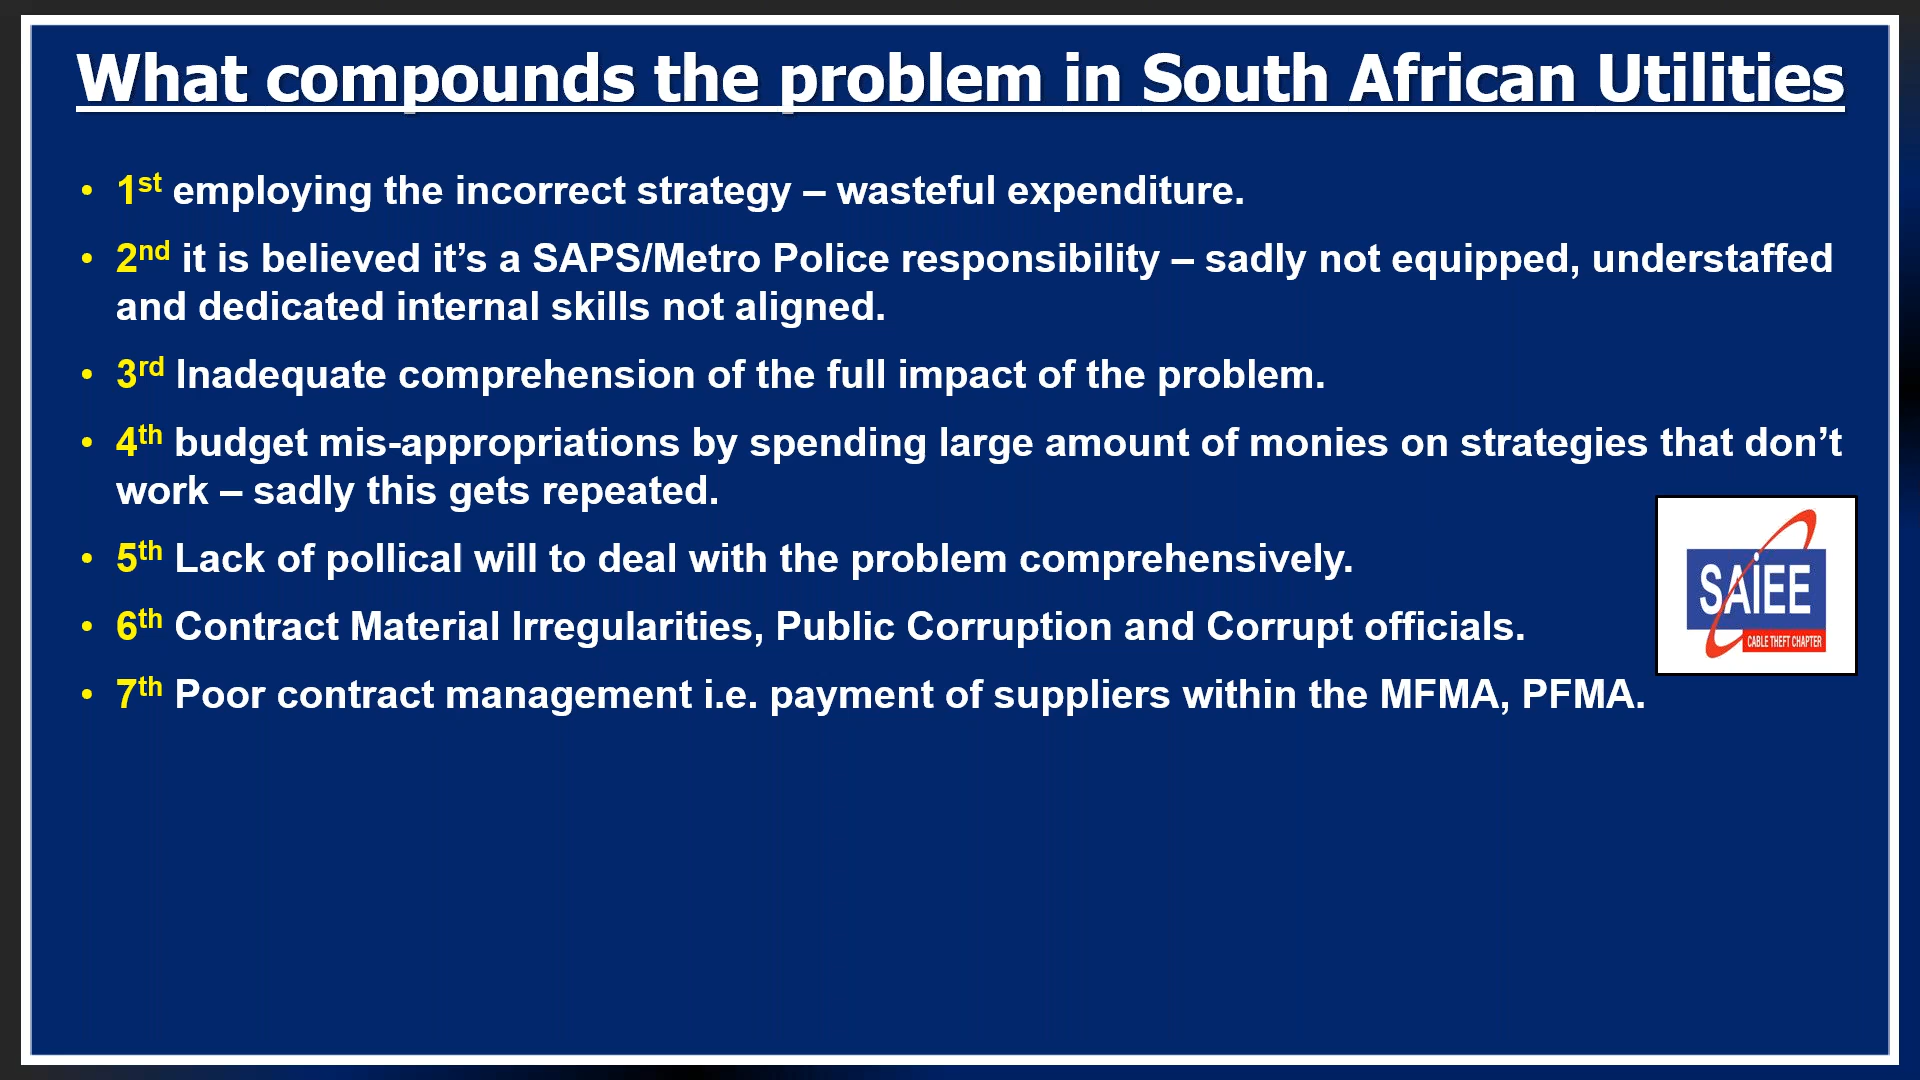 What compounds the problem in South African Utilities
• 1st employing the incorrect strategy – wasteful expenditure.
• 2nd it is believed it’s a SAPS/Metro Police responsibility – sadly not equipped, understaffed
and dedicated internal skills not aligned.
• 3rd Inadequate comprehension of the full impact of the problem.
• 4th budget mis-appropriations by spending large amount of monies on strategies that don’t
work – sadly this gets repeated.
• 5th Lack of pollical will to deal with the problem comprehensively.
• 6th Contract Material Irregularities, Public Corruption and Corrupt officials.
• 7th Poor contract management i.e. payment of suppliers within the MFMA, PFMA.
SAiEE
CABLE THEFT CHAPTER